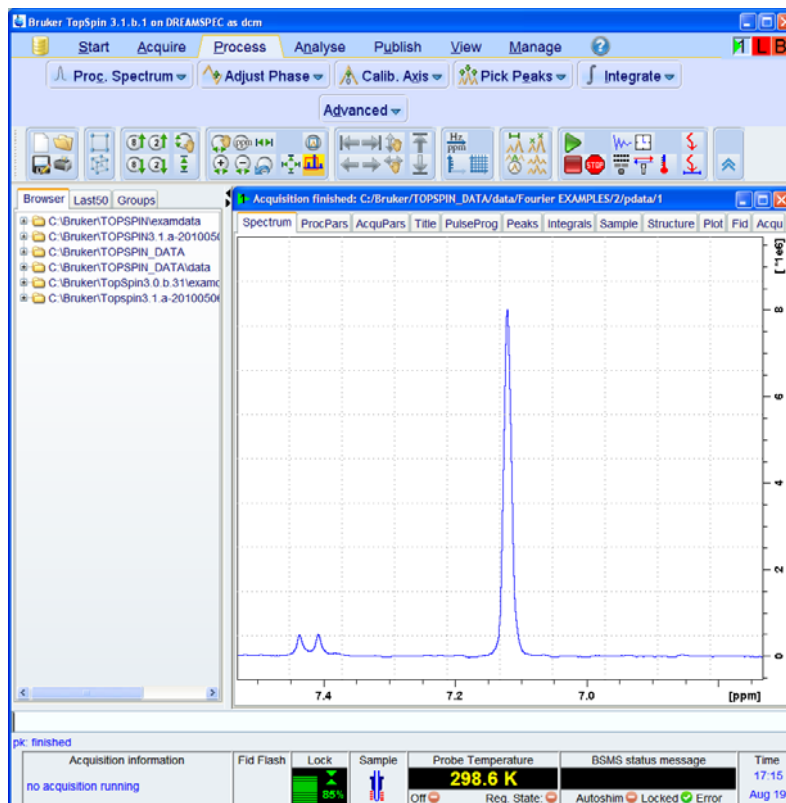 Bruker TopSpin 3.1.b.1 on DREAMSPEC as dcm
Start Acquire Process Analyse Publish View Manage ?
1 L B
Proc. Spectrum Adjust Phase Calib. Axis Pick Peaks Integrate
Advanced
Hz
ppm
STOP
Browser Last50 Groups
C:\Bruker\TOPSPIN\examdata
C:\Bruker\TOPSPIN3.1.a-2010050
C:\Bruker\TOPSPIN_DATA
C:\Bruker\TOPSPIN_DATA\data
C:\Bruker\TopSpin3.0.b.31\examd
C:\Bruker\Topspin3.1.a-20100506
Acquisition finished: C:/Bruker/TOPSPIN_DATA/data/Fourier EXAMPLES/2/pdata/1
Spectrum ProcPars AcquPars Title PulseProg Peaks Integrals Sample Structure Plot Fid Acqu
[*1e6]
8
6
4
2
0
7.4 7.2 7.0 [ppm]
pk: finished
Acquisition information
no acquisition running
Fid Flash
Lock
85%
Sample
Probe Temperature
298.6 K
Off Reg. State:
BSMS status message
Autoshim Locked Error
Time
17:15
Aug 19